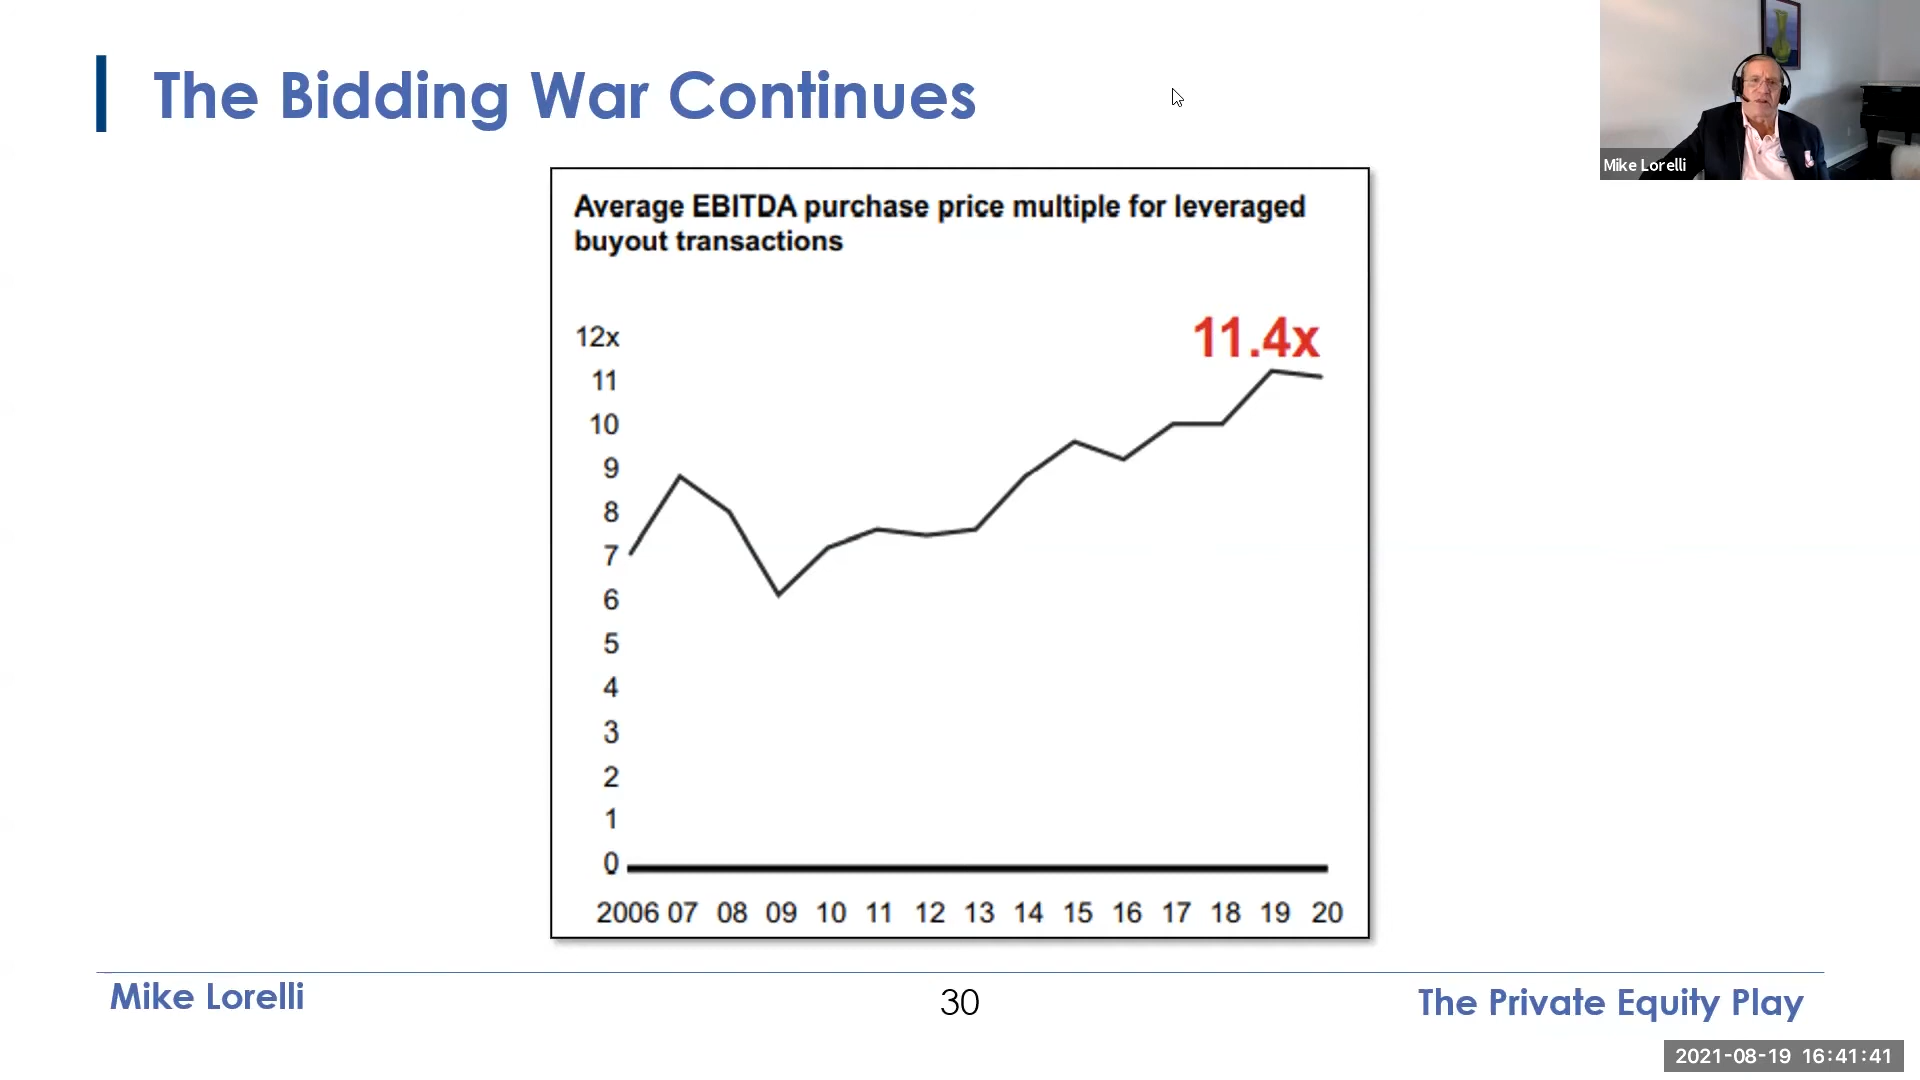 The Bidding War Continues
Mike Lorelli
Average EBITDA purchase price multiple for leveraged
buyout transactions
11.4x
12x
11
10
9
8
7
6
5
4
3
2
1
0
2006 07 08 09 10 11 12 13 14 15 16 17 18 19 20
Mike Lorelli
30
The Private Equity Play
2021-08-19 16:41:41